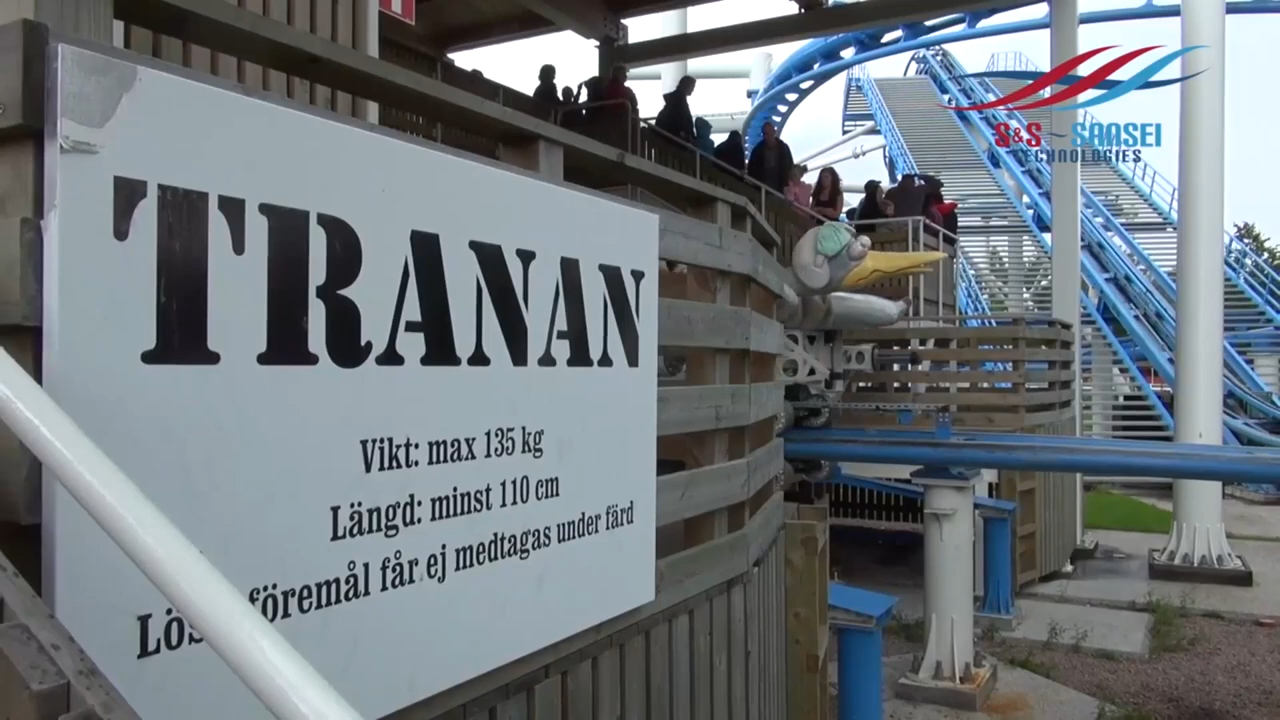 TRANAN
Vikt: max 135 kg
Längd: minst 110 cm
föremål får ej medtagas under färd
S&S ~ SANSEI
TECHNOLOGIES